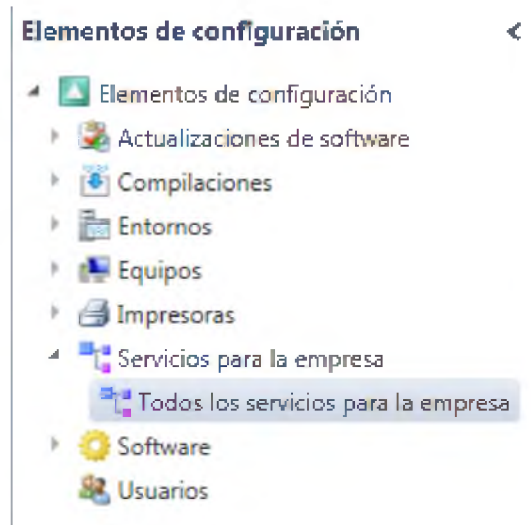 Elementos de configuración
Elementos de configuración
Actualizaciones de software
Compilaciones
Entornos
Equipos
Impresoras
Servicios para la empresa
Todos los servicios para la empresa
Software
Usuarios